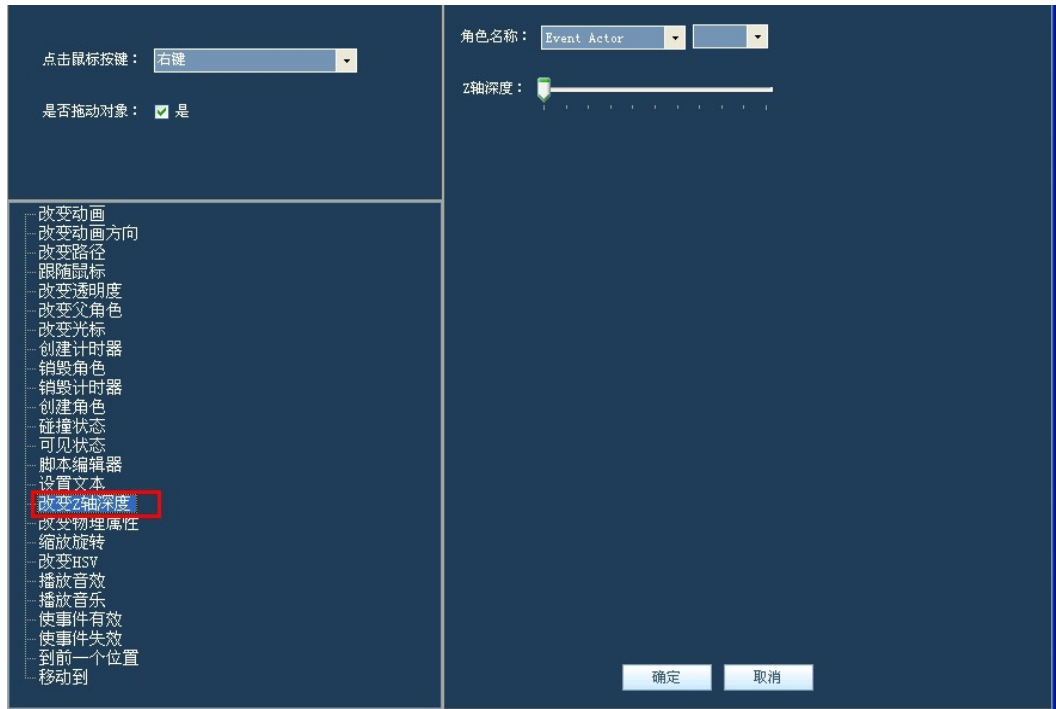 点击鼠标按键： 右键
是否拖动对象： 是
角色名称： Event Actor
Z轴深度：
改变动画
改变动画方向
改变路径
跟随鼠标
改变透明度
改变父角色
改变光标
创建计时器
销毁角色
销毁计时器
创建角色
碰撞状态
可见状态
脚本编辑器
设置文本
改变Z轴深度
改变物理属性
缩放旋转
改变HSV
播放音效
播放音乐
使事件有效
使事件失效
到前一个位置
移动到
确定 取消